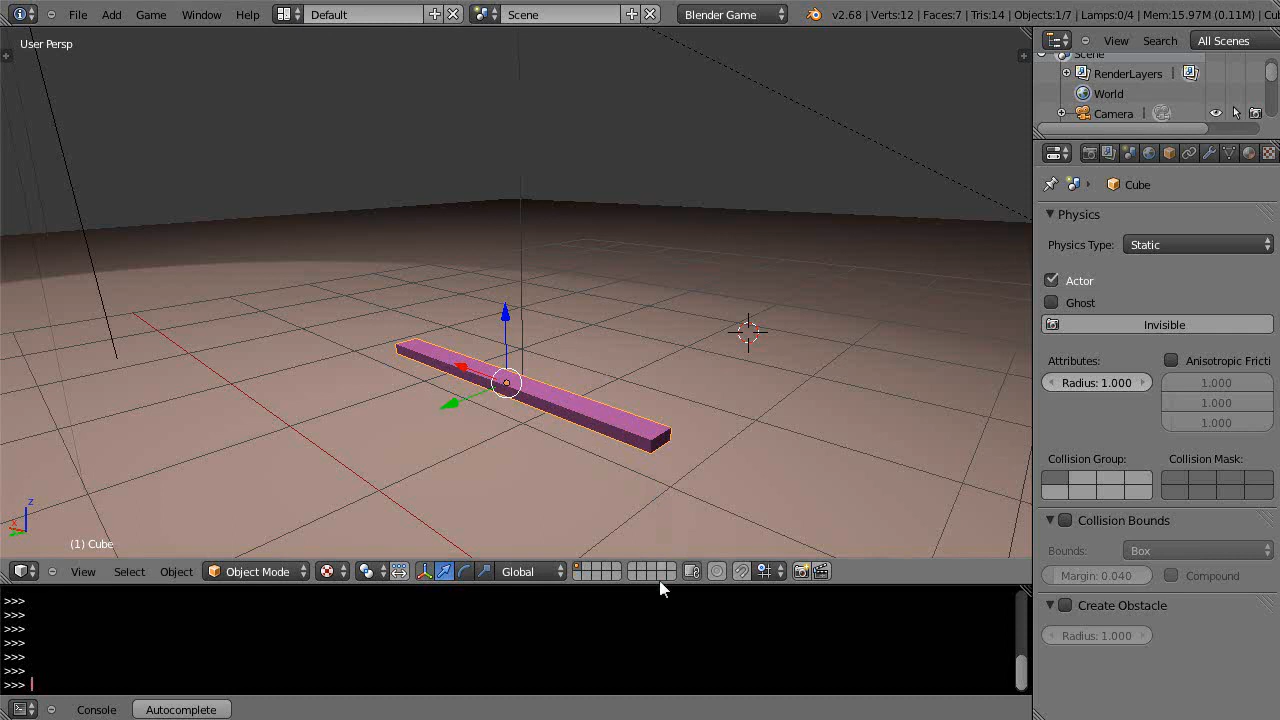 File Add Game Window Help Default Scene Blender Game v2.68 | Verts:12 | Faces:7 | Tris:14 | Objects:1/7 | Lamps:0/4 | Mem:15.97M (0.11M) | Cu
User Persp
View Search All Scenes
Scene
RenderLayers |
World
Camera |
Cube
Physics
Physics Type: Static
Actor
Ghost
Invisible
Attributes: Anisotropic Fricti
Radius: 1.000 1.000
1.000
1.000
Collision Group: Collision Mask:
Collision Bounds
Bounds: Box
Margin: 0.040 Compound
Create Obstacle
Radius: 1.000
z
x
(1) Cube
View Select Object Object Mode Global
>>>
>>>
>>>
>>>
>>>
>>>
>>>
Console Autocomplete